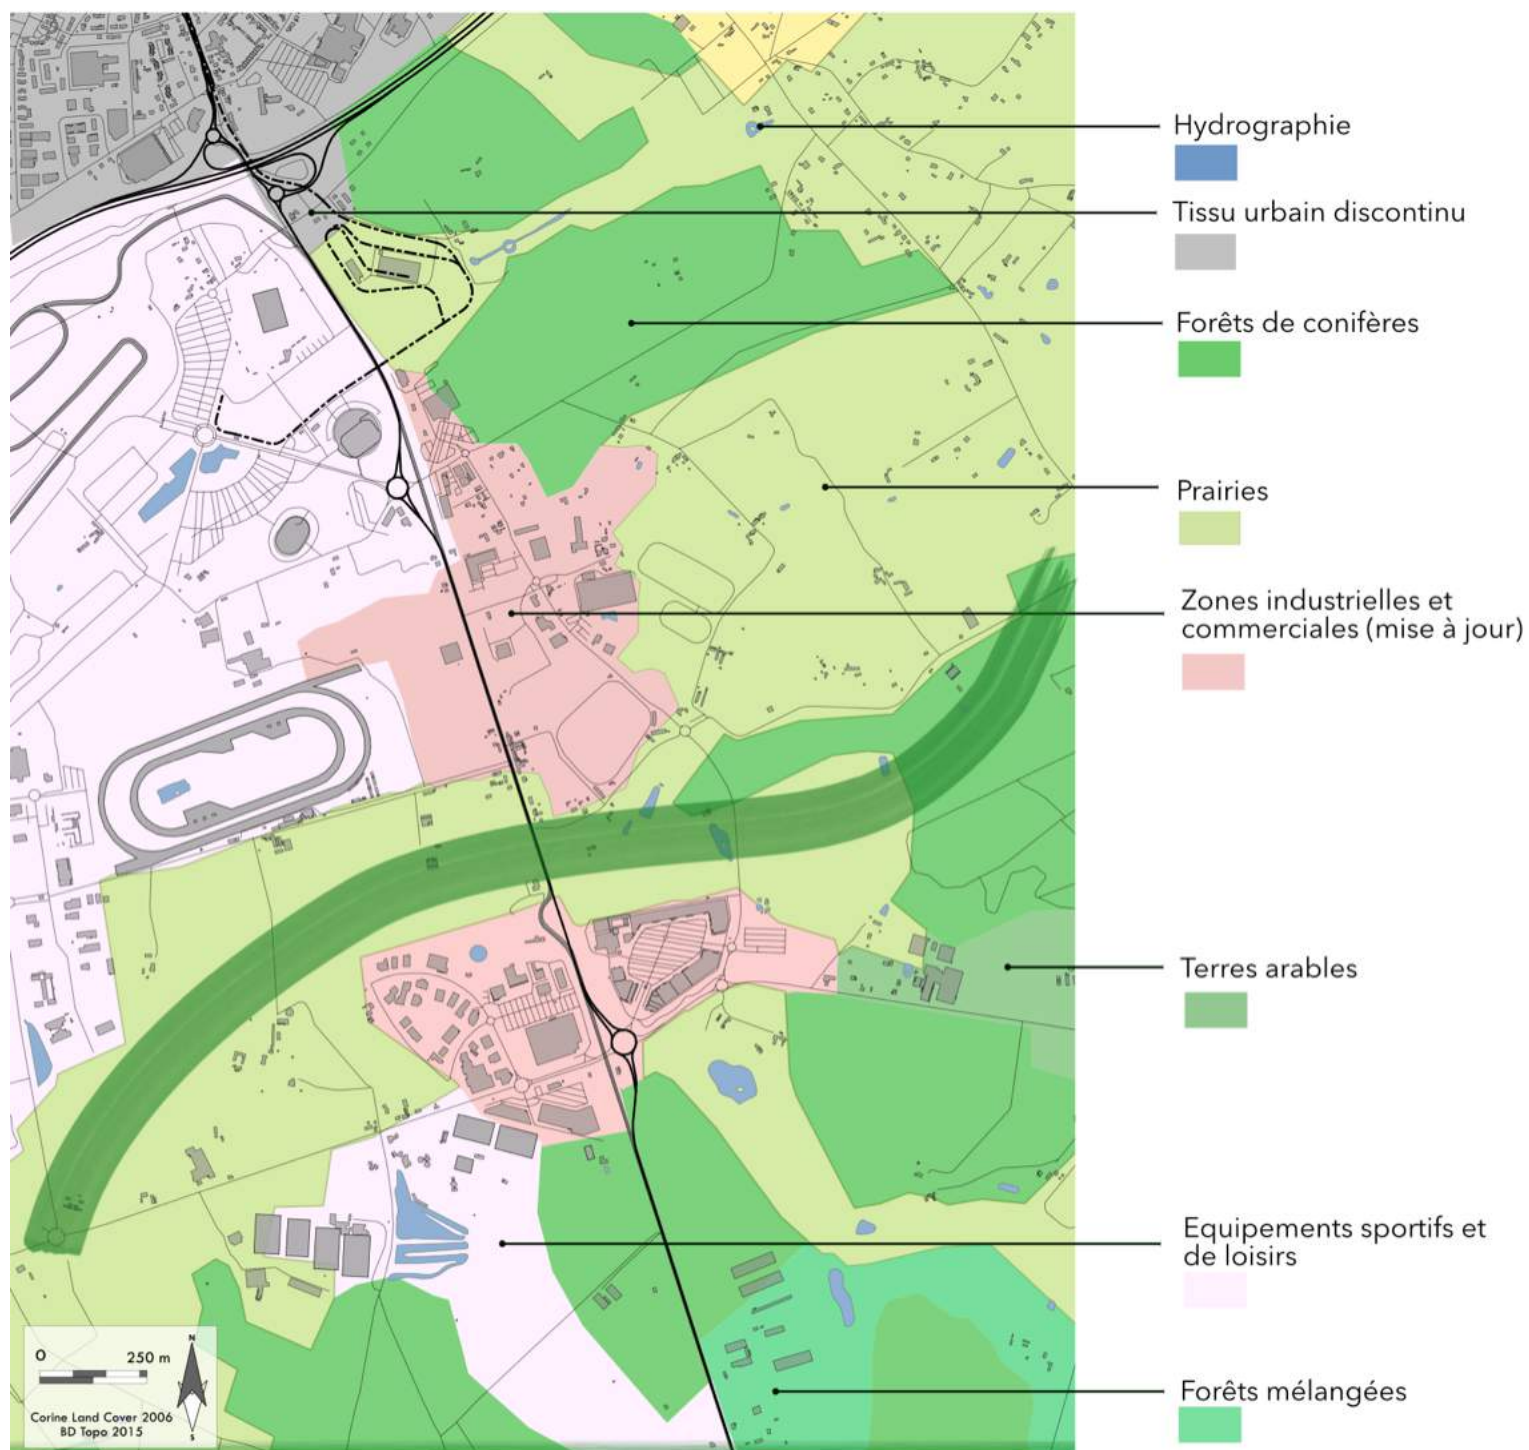 Hydrographie
Tissu urbain discontinu
Forêts de conifères
Prairies
Zones industrielles et
commerciales (mise à jour)
Terres arables
Equipements sportifs et
de loisirs
Forêts mélangées
N
0 250 m
S
Corine Land Cover 2006
BD Topo 2015